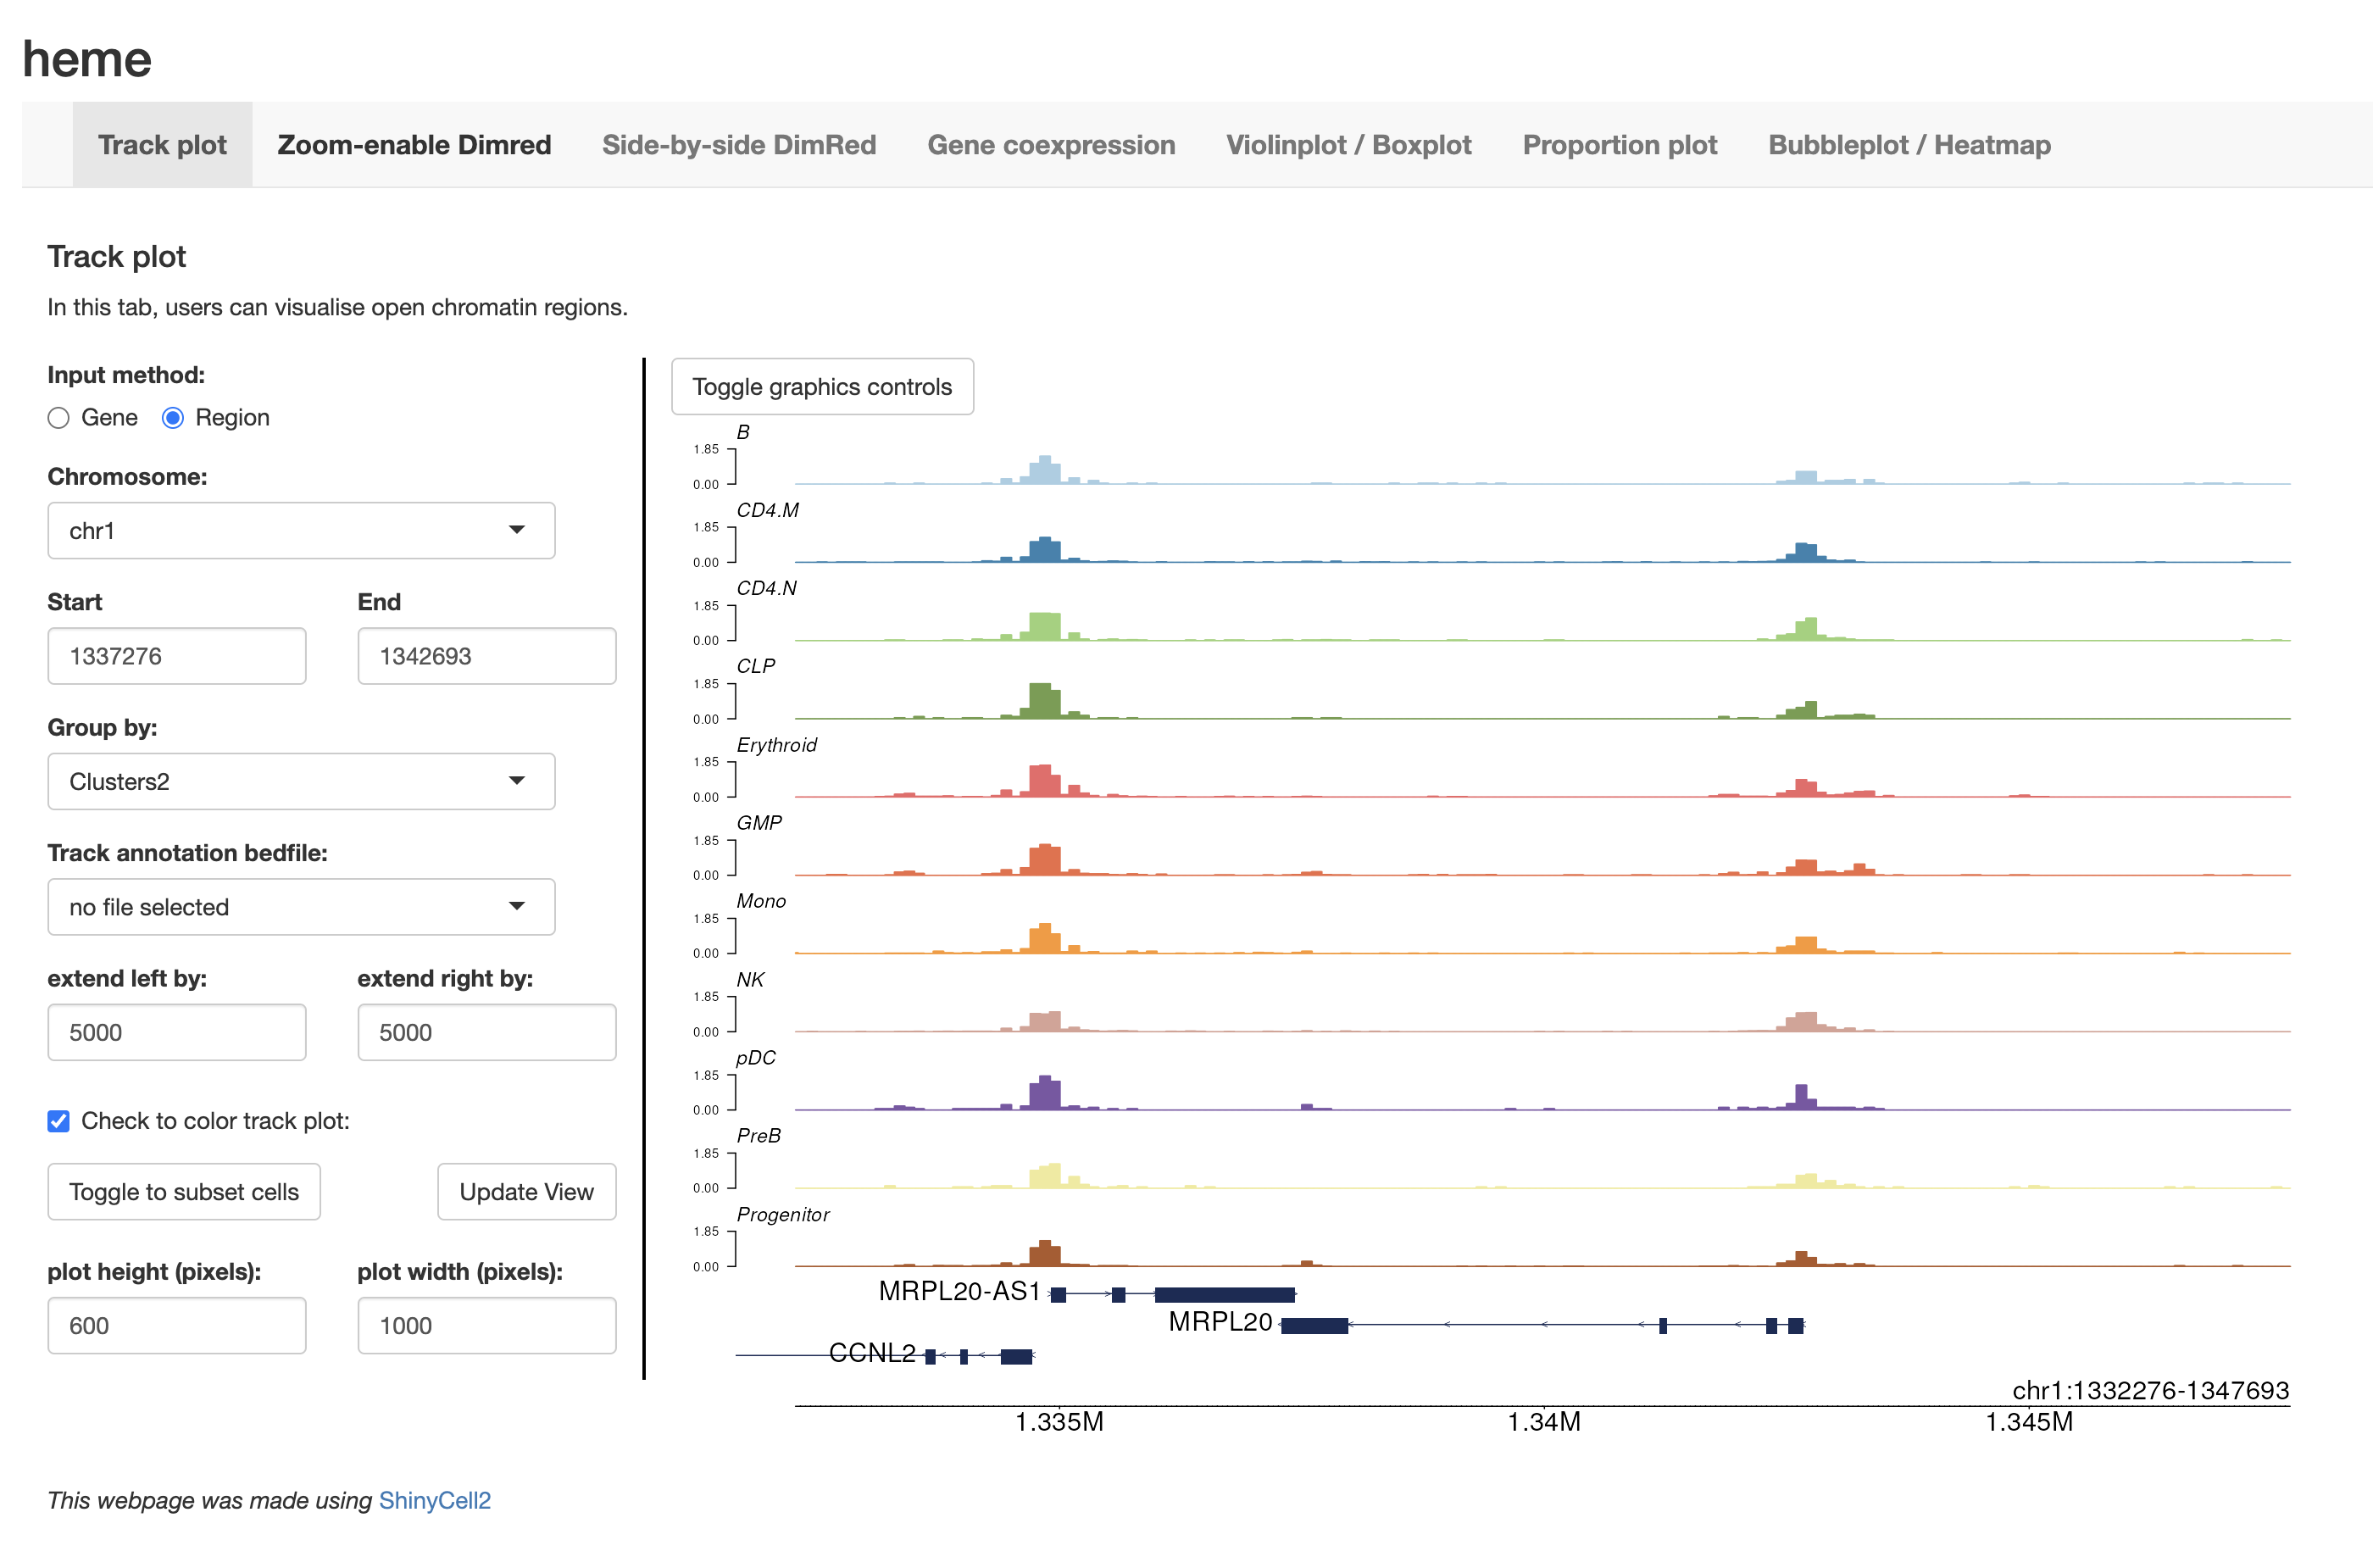 heme
Track plot Zoom-enable Dimred Side-by-side DimRed Gene coexpression Violinplot / Boxplot Proportion plot Bubbleplot / Heatmap
Track plot
In this tab, users can visualise open chromatin regions.
Input method:
Gene Region
Chromosome:
chr1
Start End
1337276 1342693
Group by:
Clusters2
Track annotation bedfile:
no file selected
extend left by: extend right by:
5000 5000
Check to color track plot:
Toggle to subset cells Update View
plot height (pixels): plot width (pixels):
600 1000
Toggle graphics controls
B
1.85
0.00
CD4.M
1.85
0.00
CD4.N
1.85
0.00
CLP
1.85
0.00
Erythroid
1.85
0.00
GMP
1.85
0.00
Mono
1.85
0.00
NK
1.85
0.00
pDC
1.85
0.00
PreB
1.85
0.00
Progenitor
1.85
0.00
MRPL20-AS1
MRPL20
CCNL2
chr1:1332276-1347693
1.335M 1.34M 1.345M
This webpage was made using ShinyCell2